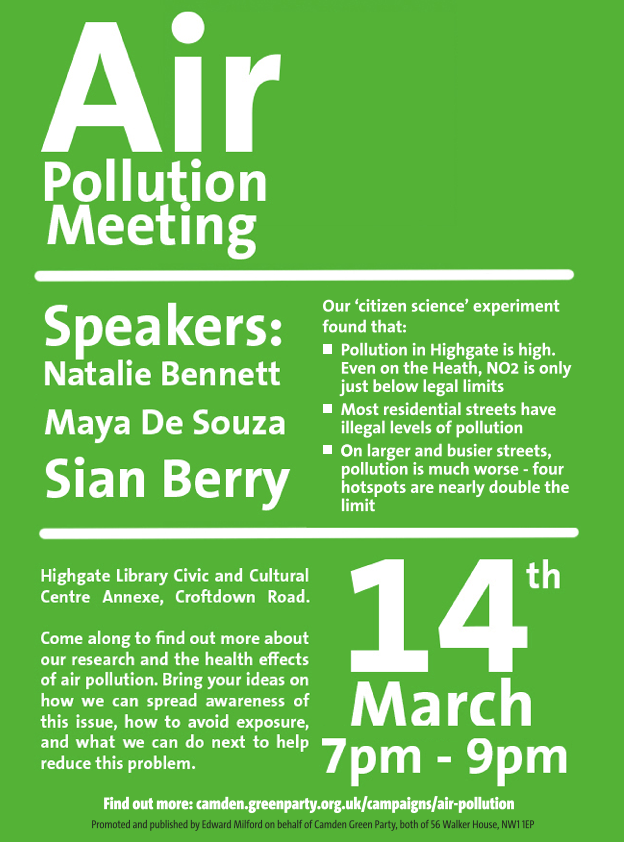 Air
Pollution
Meeting
Speakers:
Natalie Bennett
Maya De Souza
Sian Berry
Our ‘citizen science’ experiment
found that:
Pollution in Highgate is high.
Even on the Heath, NO2 is only
just below legal limits
Most residential streets have
illegal levels of pollution
On larger and busier streets,
pollution is much worse - four
hotspots are nearly double the
limit
Highgate Library Civic and Cultural
Centre Annexe, Croftdown Road.
Come along to find out more about
our research and the health effects
of air pollution. Bring your ideas on
how we can spread awareness of
this issue, how to avoid exposure,
and what we can do next to help
reduce this problem.
14th
March
7pm - 9pm
Find out more: camden.greenparty.org.uk/campaigns/air-pollution
Promoted and published by Edward Milford on behalf of Camden Green Party, both of 56 Walker House, NW1 1EP